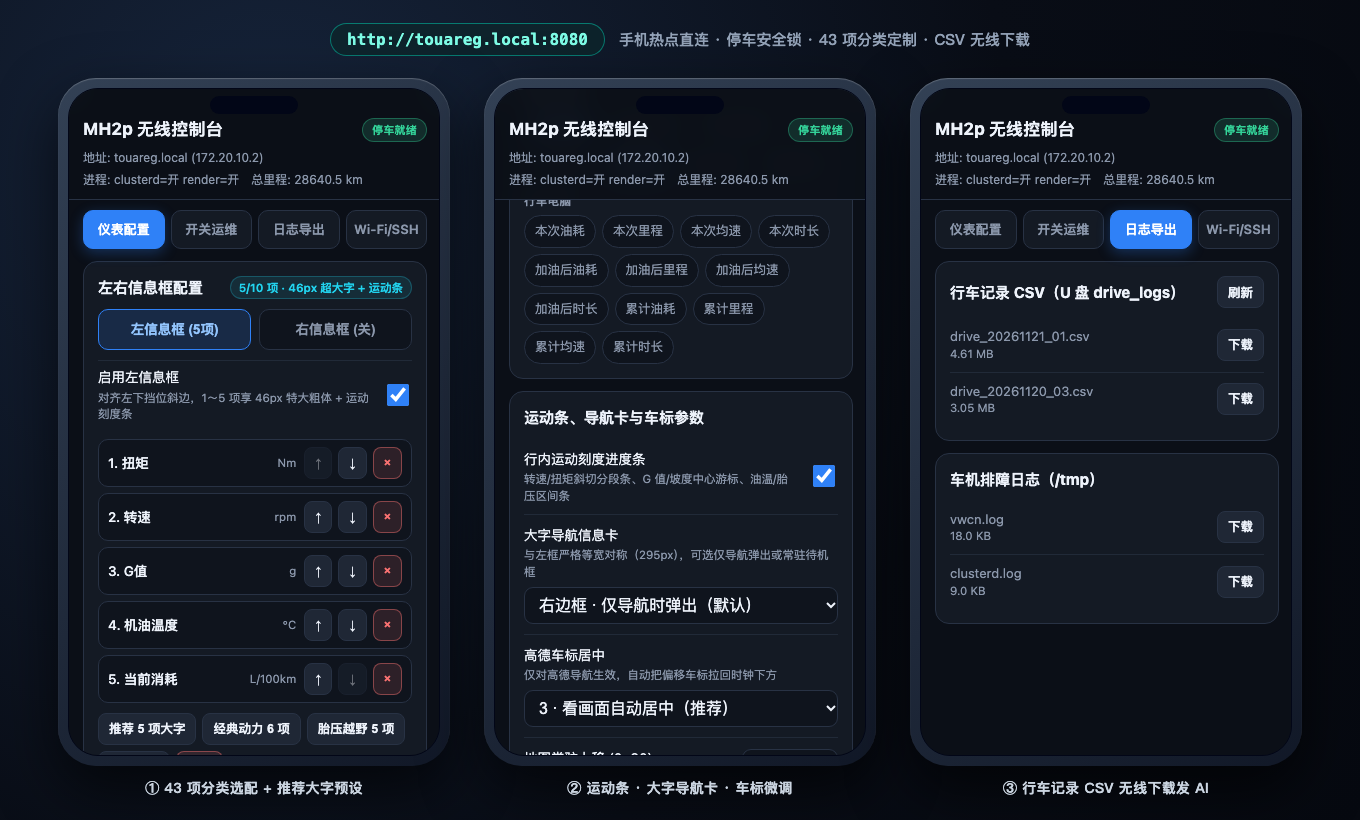 http://touareg.local:8080 手机热点直连 · 停车安全锁 · 43 项分类定制 · CSV 无线下载
MH2p 无线控制台
停车就绪
地址: touareg.local (172.20.10.2)
进程: clusterd=开 render=开 总里程: 28640.5 km
仪表配置 开关运维 日志导出 Wi-Fi/SSH
左右信息框配置
5/10 项 · 46px 超大字 + 运动条
左信息框 (5项) 右信息框 (关)
启用左信息框
对齐左下挡位斜边，1～5 项享 46px 特大粗体 + 运动
刻度条
1. 扭矩 Nm ↑ ↓ ×
2. 转速 rpm ↑ ↓ ×
3. G值 g ↑ ↓ ×
4. 机油温度 °C ↑ ↓ ×
5. 当前消耗 L/100km ↑ ↓ ×
推荐 5 项大字 经典动力 6 项 胎压越野 5 项
① 43 项分类选配 + 推荐大字预设
MH2p 无线控制台
停车就绪
地址: touareg.local (172.20.10.2)
进程: clusterd=开 render=开 总里程: 28640.5 km
行车电脑
本次油耗 本次里程 本次均速 本次时长
加油后油耗 加油后里程 加油后均速
加油后时长 累计油耗 累计里程
累计均速 累计时长
运动条、导航卡与车标参数
行内运动刻度进度条
转速/扭矩斜切分段条、G 值/坡度中心游标、油温/胎
压区间条
大字导航信息卡
与左框严格等宽对称（295px），可选仅导航弹出或常驻待机
框
右边框 · 仅导航时弹出（默认）
高德车标居中
仅对高德导航生效，自动把偏移车标拉回时钟下方
3 · 看画面自动居中（推荐）
② 运动条 · 大字导航卡 · 车标微调
MH2p 无线控制台
停车就绪
地址: touareg.local (172.20.10.2)
进程: clusterd=开 render=开 总里程: 28640.5 km
仪表配置 开关运维 日志导出 Wi-Fi/SSH
行车记录 CSV（U 盘 drive_logs）
刷新
drive_20261121_01.csv
4.61 MB
下载
drive_20261120_03.csv
3.05 MB
下载
车机排障日志（/tmp）
vwcn.log
18.0 KB
下载
clusterd.log
9.0 KB
下载
③ 行车记录 CSV 无线下载发 AI